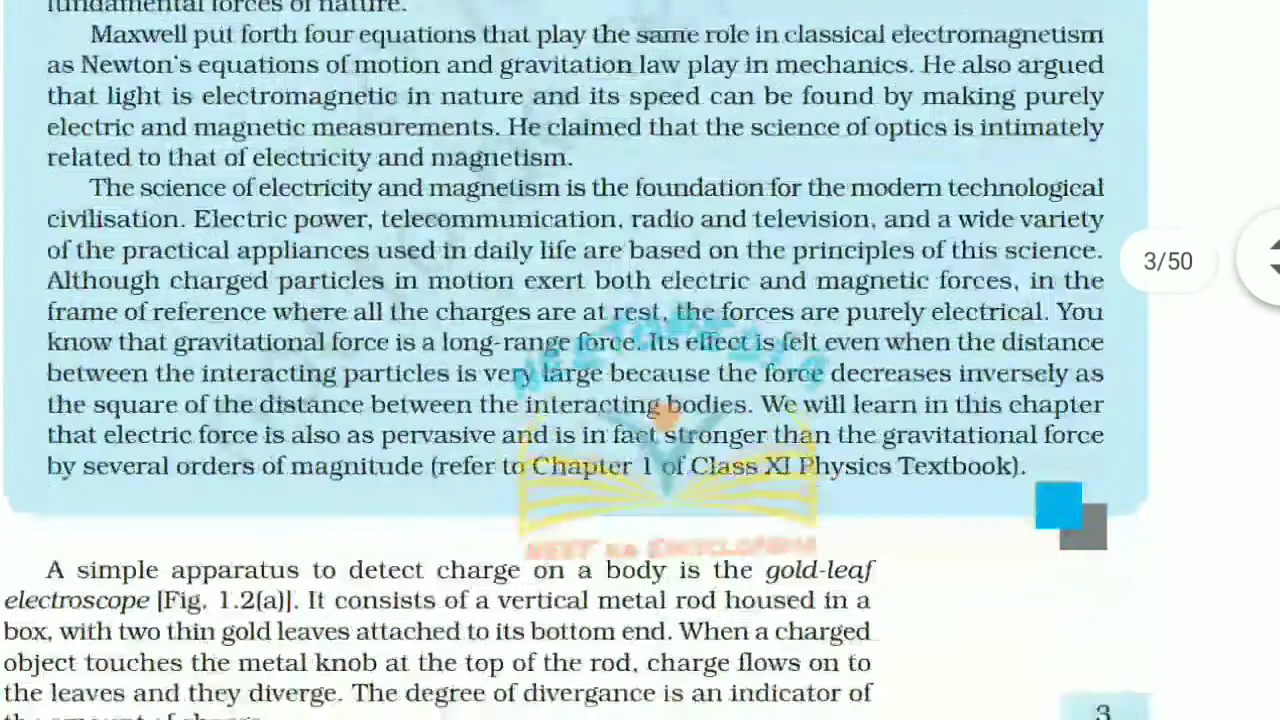 fundamental forces of nature.
Maxwell put forth four equations that play the same role in classical electromagnetism
as Newton's equations of motion and gravitation law play in mechanics. He also argued
that light is electromagnetic in nature and its speed can be found by making purely
electric and magnetic measurements. He claimed that the science of optics is intimately
related to that of electricity and magnetism.
The science of electricity and magnetism is the foundation for the modern technological
civilisation. Electric power, telecommunication, radio and television, and a wide variety
of the practical appliances used in daily life are based on the principles of this science.
Although charged particles in motion exert both electric and magnetic forces, in the
frame of reference where all the charges are at rest, the forces are purely electrical. You
know that gravitational force is a long-range force. Its effect is felt even when the distance
between the interacting particles is very large because the force decreases inversely as
the square of the distance between the interacting bodies. We will learn in this chapter
that electric force is also as pervasive and is in fact stronger than the gravitational force
by several orders of magnitude (refer to Chapter 1 of Class XI Physics Textbook).
3/50
NEET KA ENCYCLOPEDIA
A simple apparatus to detect charge on a body is the gold-leaf
electroscope [Fig. 1.2(a)]. It consists of a vertical metal rod housed in a
box, with two thin gold leaves attached to its bottom end. When a charged
object touches the metal knob at the top of the rod, charge flows on to
the leaves and they diverge. The degree of divergance is an indicator of
the amount of charge.
3